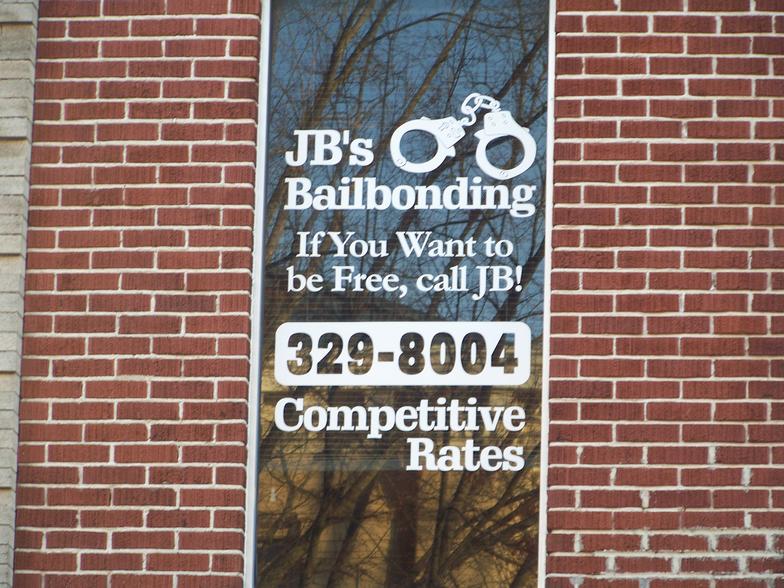 JB's
Bailbonding
If You Want to
be Free, call JB!
329-8004
Competitive
Rates